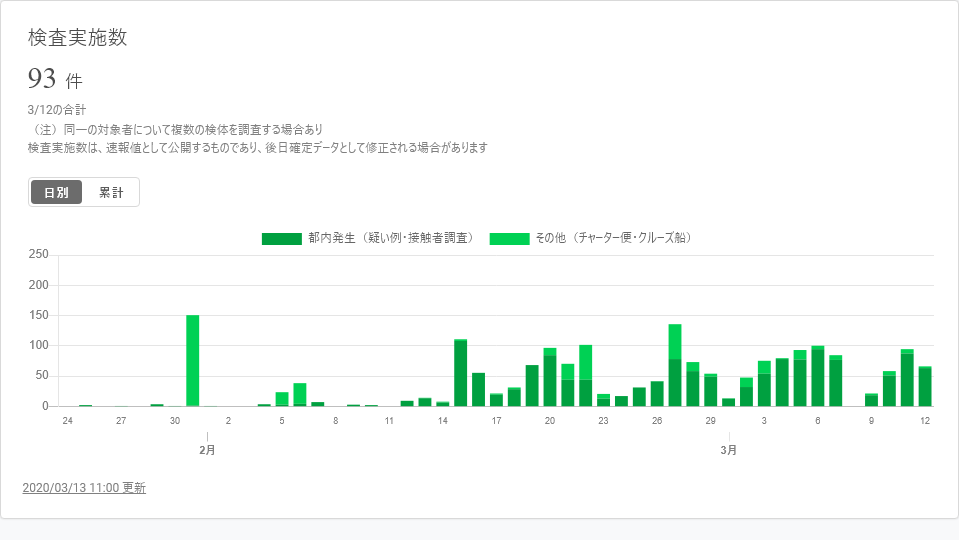 検査実施数
93 件
3/12の合計
（注）同一の対象者について複数の検体を調査する場合あり
検査実施数は、速報値として公開するものであり、後日確定データとして修正される場合があります
日別 累計
都内発生（疑い例・接触者調査） その他（チャーター便・クルーズ船）
250
200
150
100
50
0
24 27 30 2 5 8 11 14 17 20 23 26 29 3 6 9 12
2月 3月
2020/03/13 11:00 更新